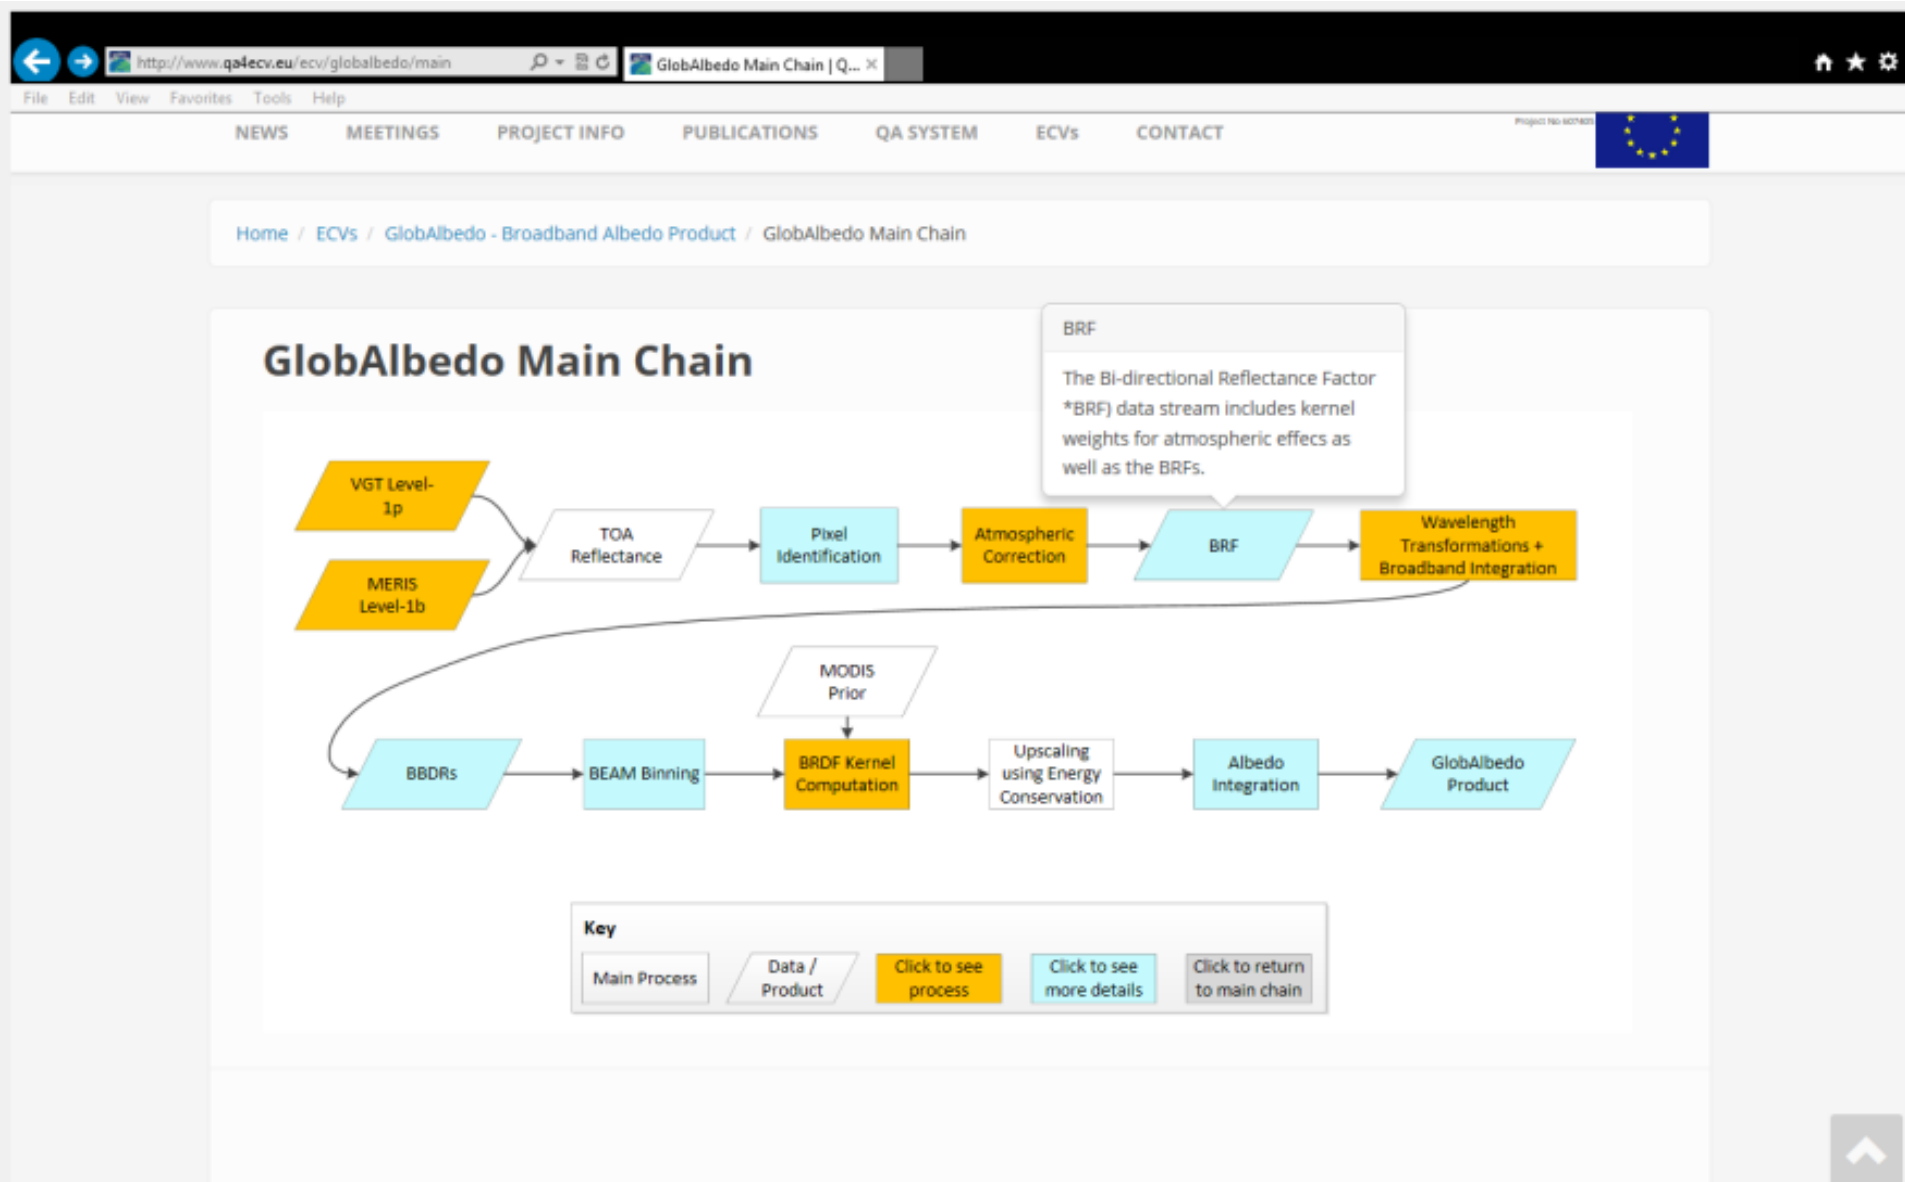 http://www.qa4ecv.eu/ecv/globalbedo/main
GlobAlbedo Main Chain | Q...
File Edit View Favorites Tools Help
NEWS MEETINGS PROJECT INFO PUBLICATIONS QA SYSTEM ECVs CONTACT
Project No 607405
Home / ECVs / GlobAlbedo - Broadband Albedo Product / GlobAlbedo Main Chain
GlobAlbedo Main Chain
BRF
The Bi-directional Reflectance Factor
*BRF) data stream includes kernel
weights for atmospheric effecs as
well as the BRFs.
VGT Level-
1p
MERIS
Level-1b
TOA
Reflectance
Pixel
Identification
Atmospheric
Correction
BRF
Wavelength
Transformations +
Broadband Integration
MODIS
Prior
BBDRs
BEAM Binning
BRDF Kernel
Computation
Upscaling
using Energy
Conservation
Albedo
Integration
GlobAlbedo
Product
Key
Main Process
Data /
Product
Click to see
process
Click to see
more details
Click to return
to main chain